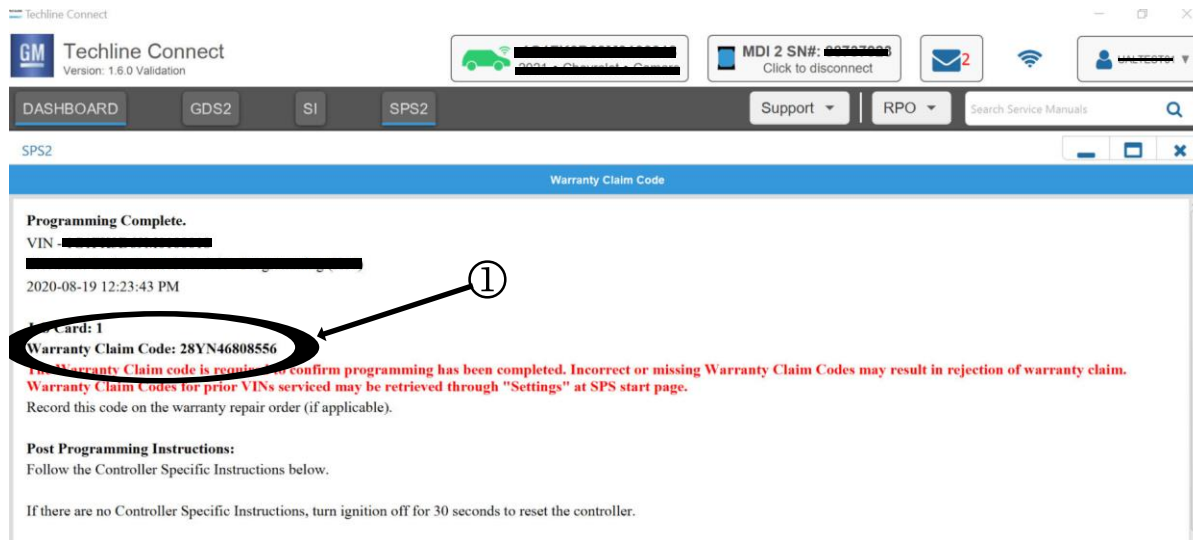 Techline Connect
GM
Techline Connect
Version: 1.6.0 Validation
MDI 2 SN#:
Click to disconnect
2
DASHBOARD GDS2 SI SPS2 Support RPO Search Service Manuals
SPS2
Warranty Claim Code
Programming Complete.
VIN -
2020-08-19 12:23:43 PM
1
Card: 1
Warranty Claim Code: 28YN46808556
The Warranty Claim code is required to confirm programming has been completed. Incorrect or missing Warranty Claim Codes may result in rejection of warranty claim.
Warranty Claim Codes for prior VINs serviced may be retrieved through "Settings" at SPS start page.
Record this code on the warranty repair order (if applicable).
Post Programming Instructions:
Follow the Controller Specific Instructions below.
If there are no Controller Specific Instructions, turn ignition off for 30 seconds to reset the controller.